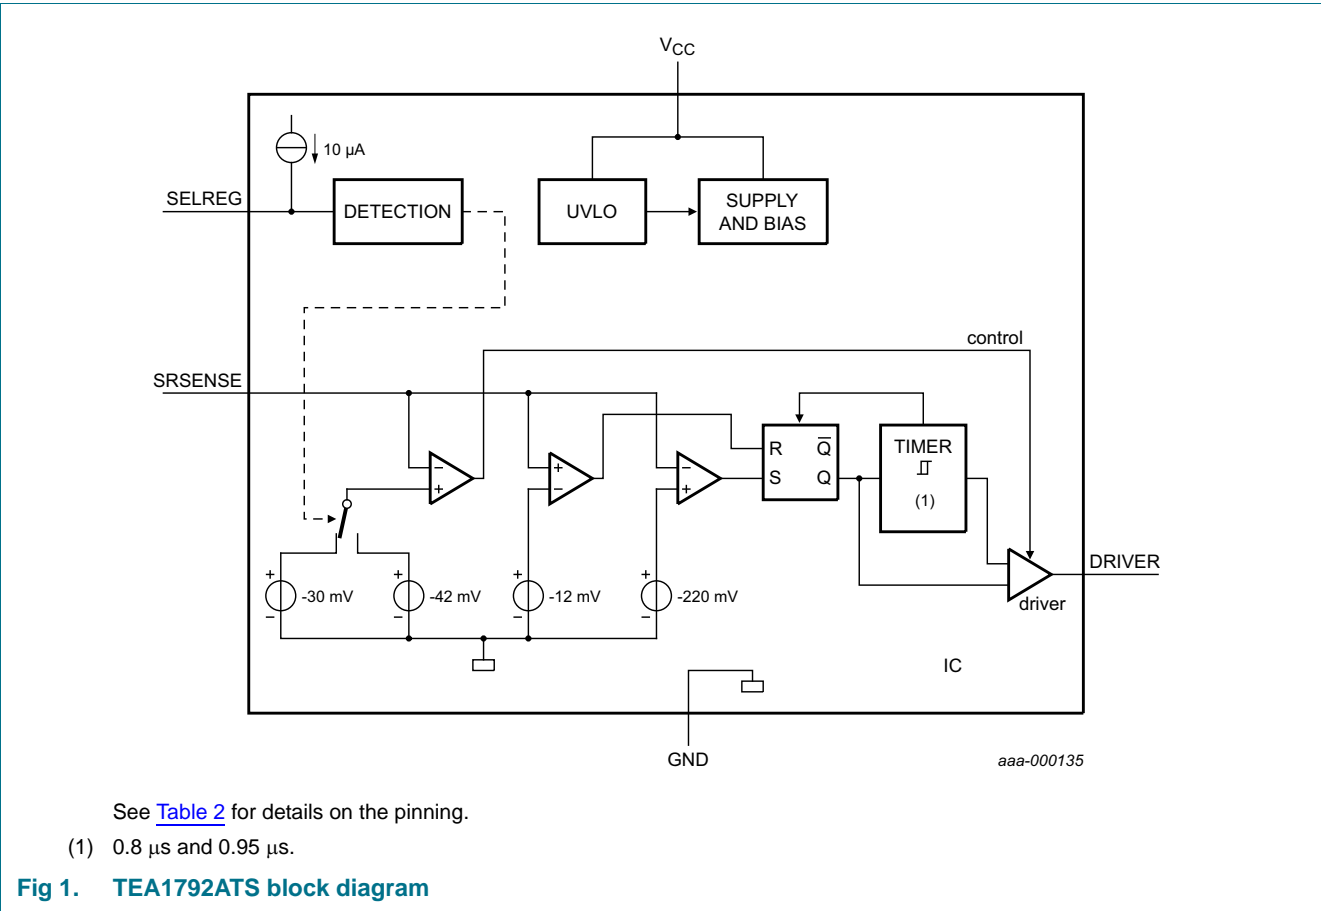 VCC
10 µA
SELREG
DETECTION
UVLO
SUPPLY
AND BIAS
control
SRSENSE
R Q̅
S Q
TIMER
(1)
− + + − − +
DRIVER
driver
+ − -30 mV
+ − -42 mV
+ − -12 mV
+ − -220 mV
IC
GND
aaa-000135
See Table 2 for details on the pinning.
(1) 0.8 μs and 0.95 μs.
Fig 1. TEA1792ATS block diagram